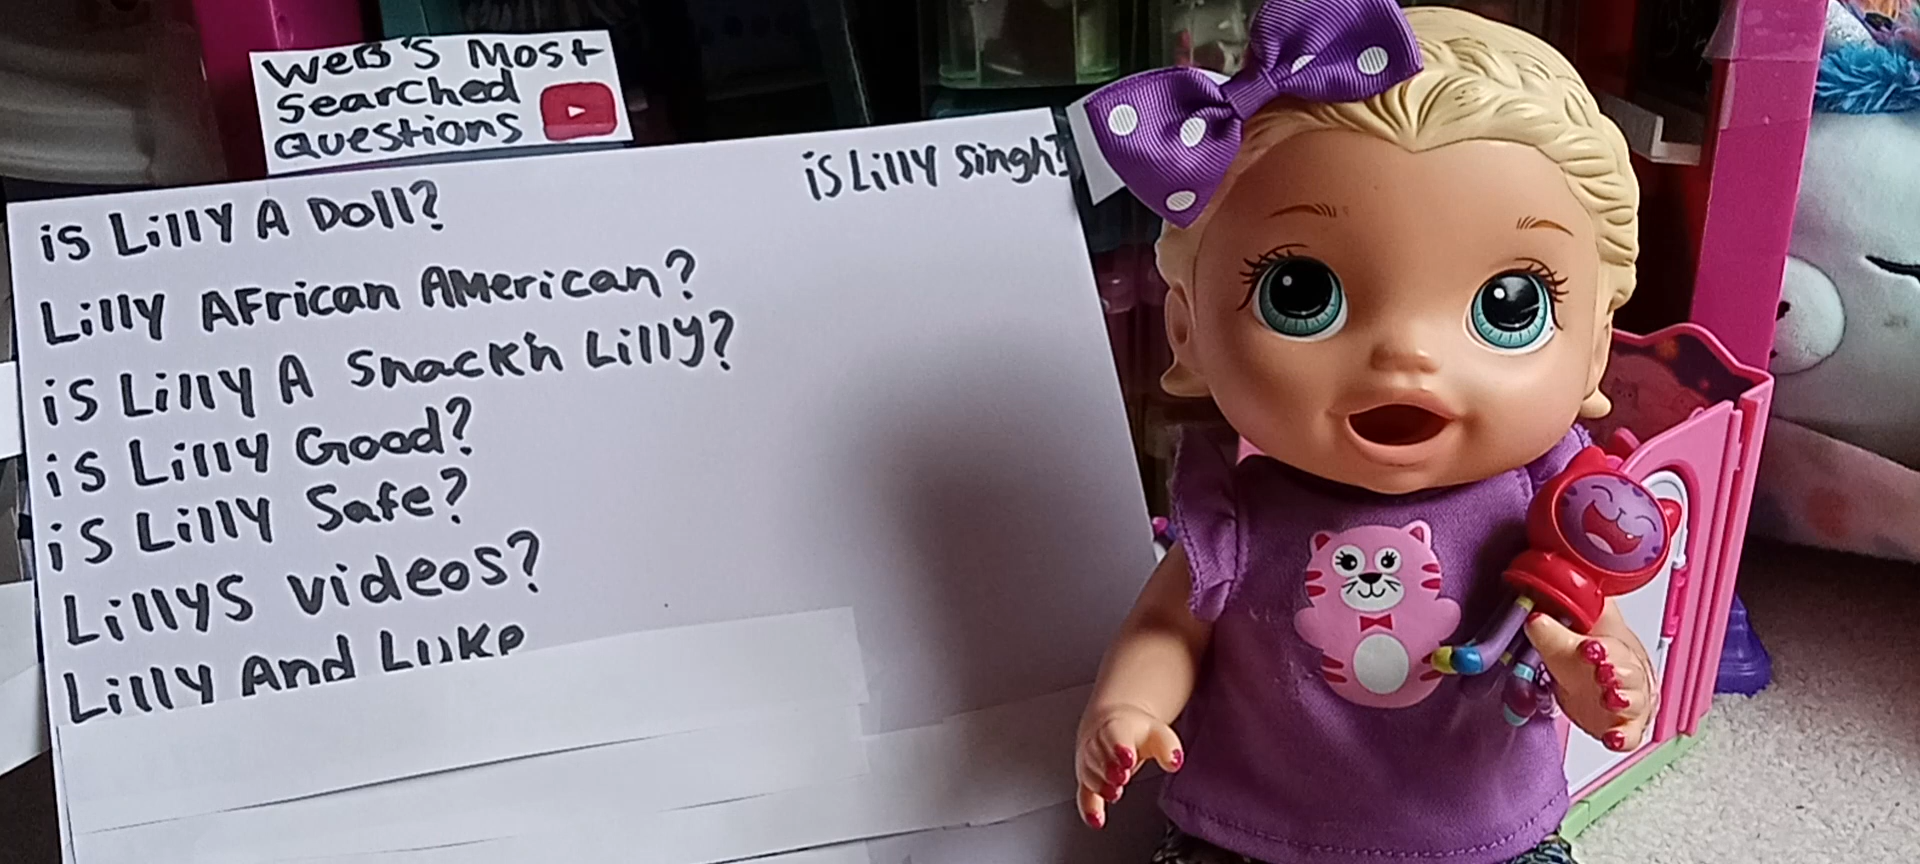 WEB'S MOST
SEARCHED
QUESTIONS
is Lilly A Doll?
is Lilly Singh?
Lilly African American?
is Lilly A Snack'n Lilly?
is Lilly Good?
is Lilly Safe?
Lillys videos?
Lilly And Luke